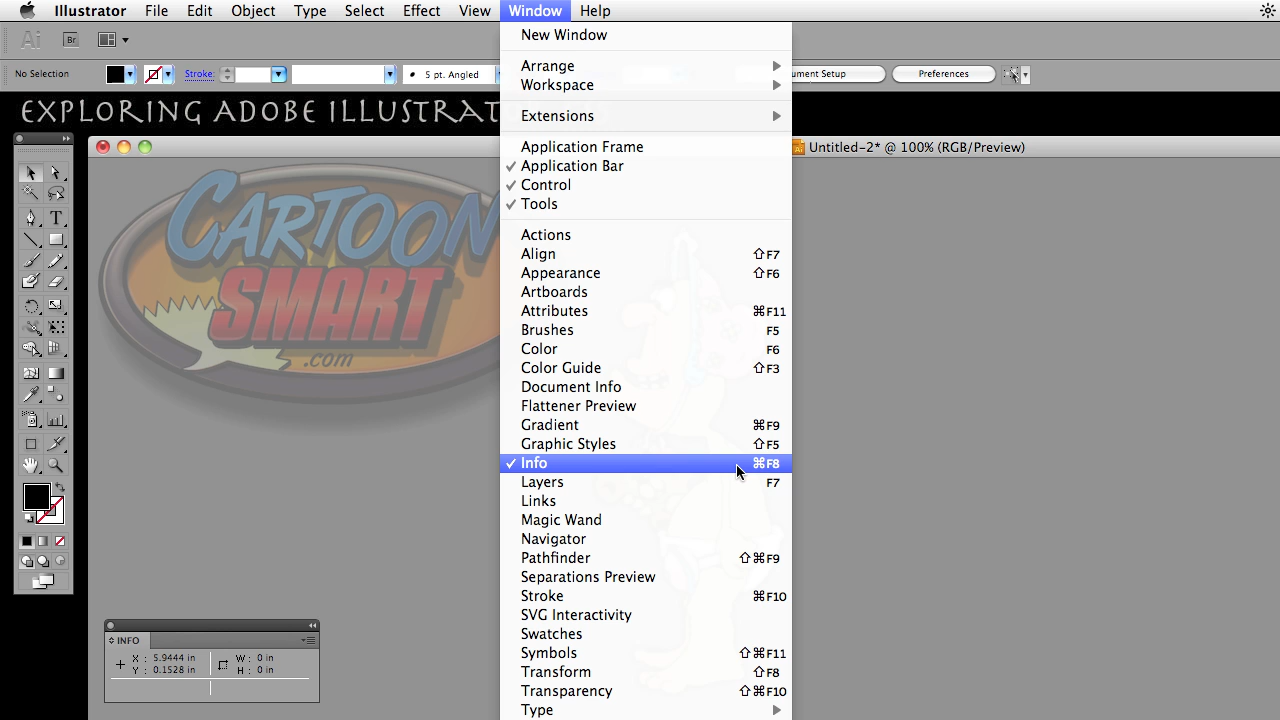 Illustrator File Edit Object Type Select Effect View Window Help
Ai Br
No Selection Stroke: 5 pt. Angled ument Setup Preferences
EXPLORING ADOBE ILLUSTRAT
Untitled-2* @ 100% (RGB/Preview)
CARTOON
SMART
.com
New Window
Arrange
Workspace
Extensions
Application Frame
✓ Application Bar
✓ Control
✓ Tools
Actions
Align ⇧F7
Appearance ⇧F6
Artboards
Attributes ⌘F11
Brushes F5
Color F6
Color Guide ⇧F3
Document Info
Flattener Preview
Gradient ⌘F9
Graphic Styles ⇧F5
✓ Info ⌘F8
Layers F7
Links
Magic Wand
Navigator
Pathfinder ⇧⌘F9
Separations Preview
Stroke ⌘F10
SVG Interactivity
Swatches
Symbols ⇧⌘F11
Transform ⇧F8
Transparency ⇧⌘F10
Type
INFO
X : 5.9444 in W : 0 in
Y : 0.1528 in H : 0 in